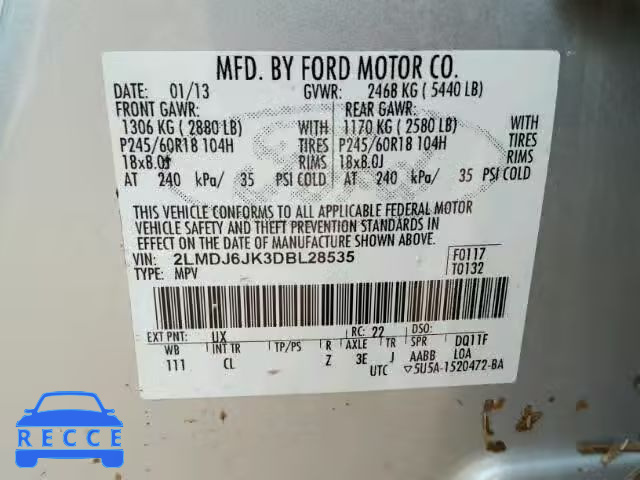 MFD. BY FORD MOTOR CO.
DATE: 01/13 GVWR: 2468 KG ( 5440 LB)
FRONT GAWR: REAR GAWR:
1306 KG ( 2880 LB) WITH 1170 KG ( 2580 LB) WITH
P245/60R18 104H TIRES P245/60R18 104H TIRES
18x8.0J RIMS 18x8.0J RIMS
AT 240 kPa/ 35 PSI COLD AT 240 kPa/ 35 PSI COLD
THIS VEHICLE CONFORMS TO ALL APPLICABLE FEDERAL MOTOR
VEHICLE SAFETY AND THEFT PREVENTION STANDARDS IN
EFFECT ON THE DATE OF MANUFACTURE SHOWN ABOVE.
VIN: 2LMDJ6JK3DBL28535 F0117
TYPE: MPV T0132
EXT PNT: UX RC: 22 DSO:
WB INT TR TP/PS R AXLE TR SPR DQ11F
111 CL Z 3E J AABB LOA
UTC ▽5U5A-1520472-BA
RECCE